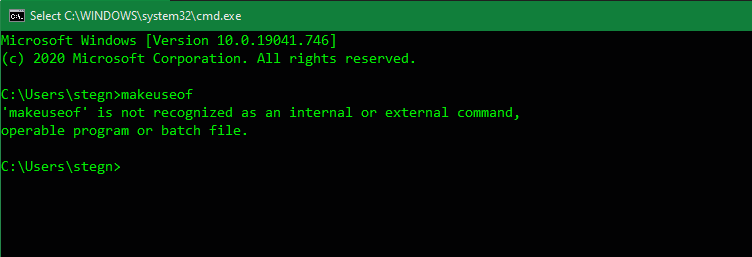 Select C:\WINDOWS\system32\cmd.exe
Microsoft Windows [Version 10.0.19041.746]
(c) 2020 Microsoft Corporation. All rights reserved.
C:\Users\stegn>makeuseof
'makeuseof' is not recognized as an internal or external command,
operable program or batch file.
C:\Users\stegn>